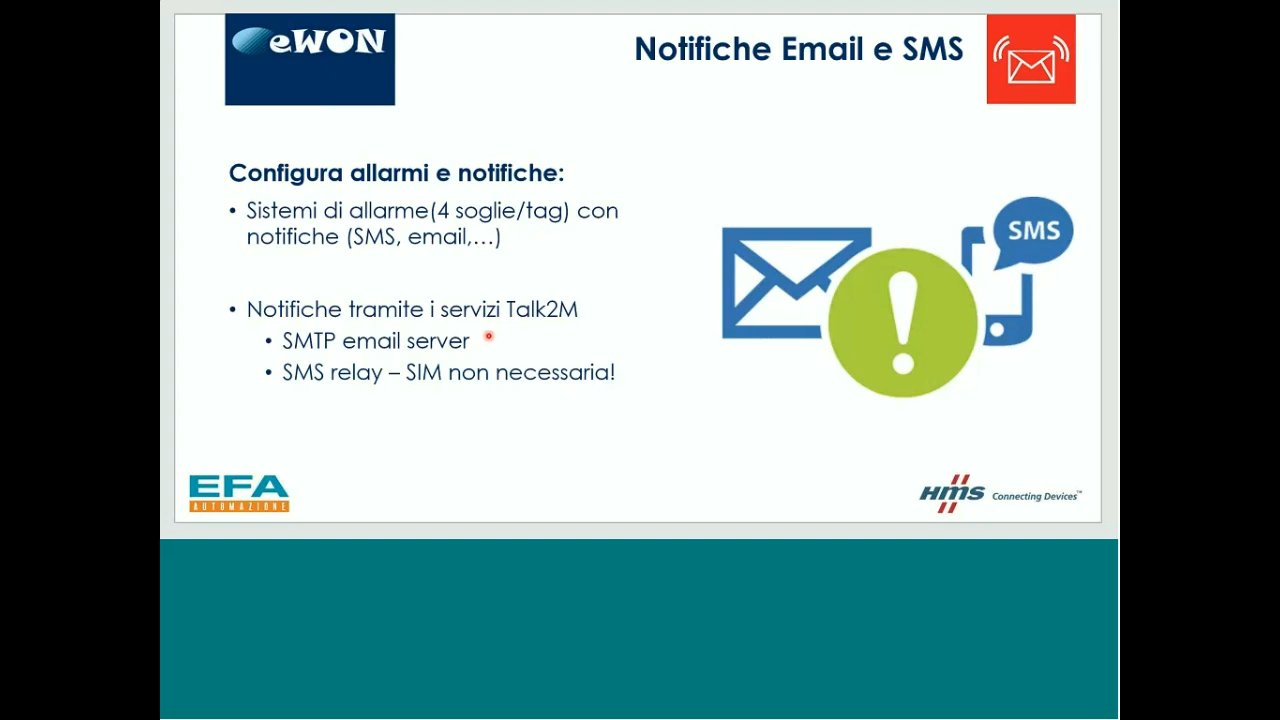 eWON
Notifiche Email e SMS
Configura allarmi e notifiche:
• Sistemi di allarme(4 soglie/tag) con
notifiche (SMS, email,...)
SMS
• Notifiche tramite i servizi Talk2M
• SMTP email server
• SMS relay – SIM non necessaria!
EFA
AUTOMAZIONE
HMS Connecting Devices™